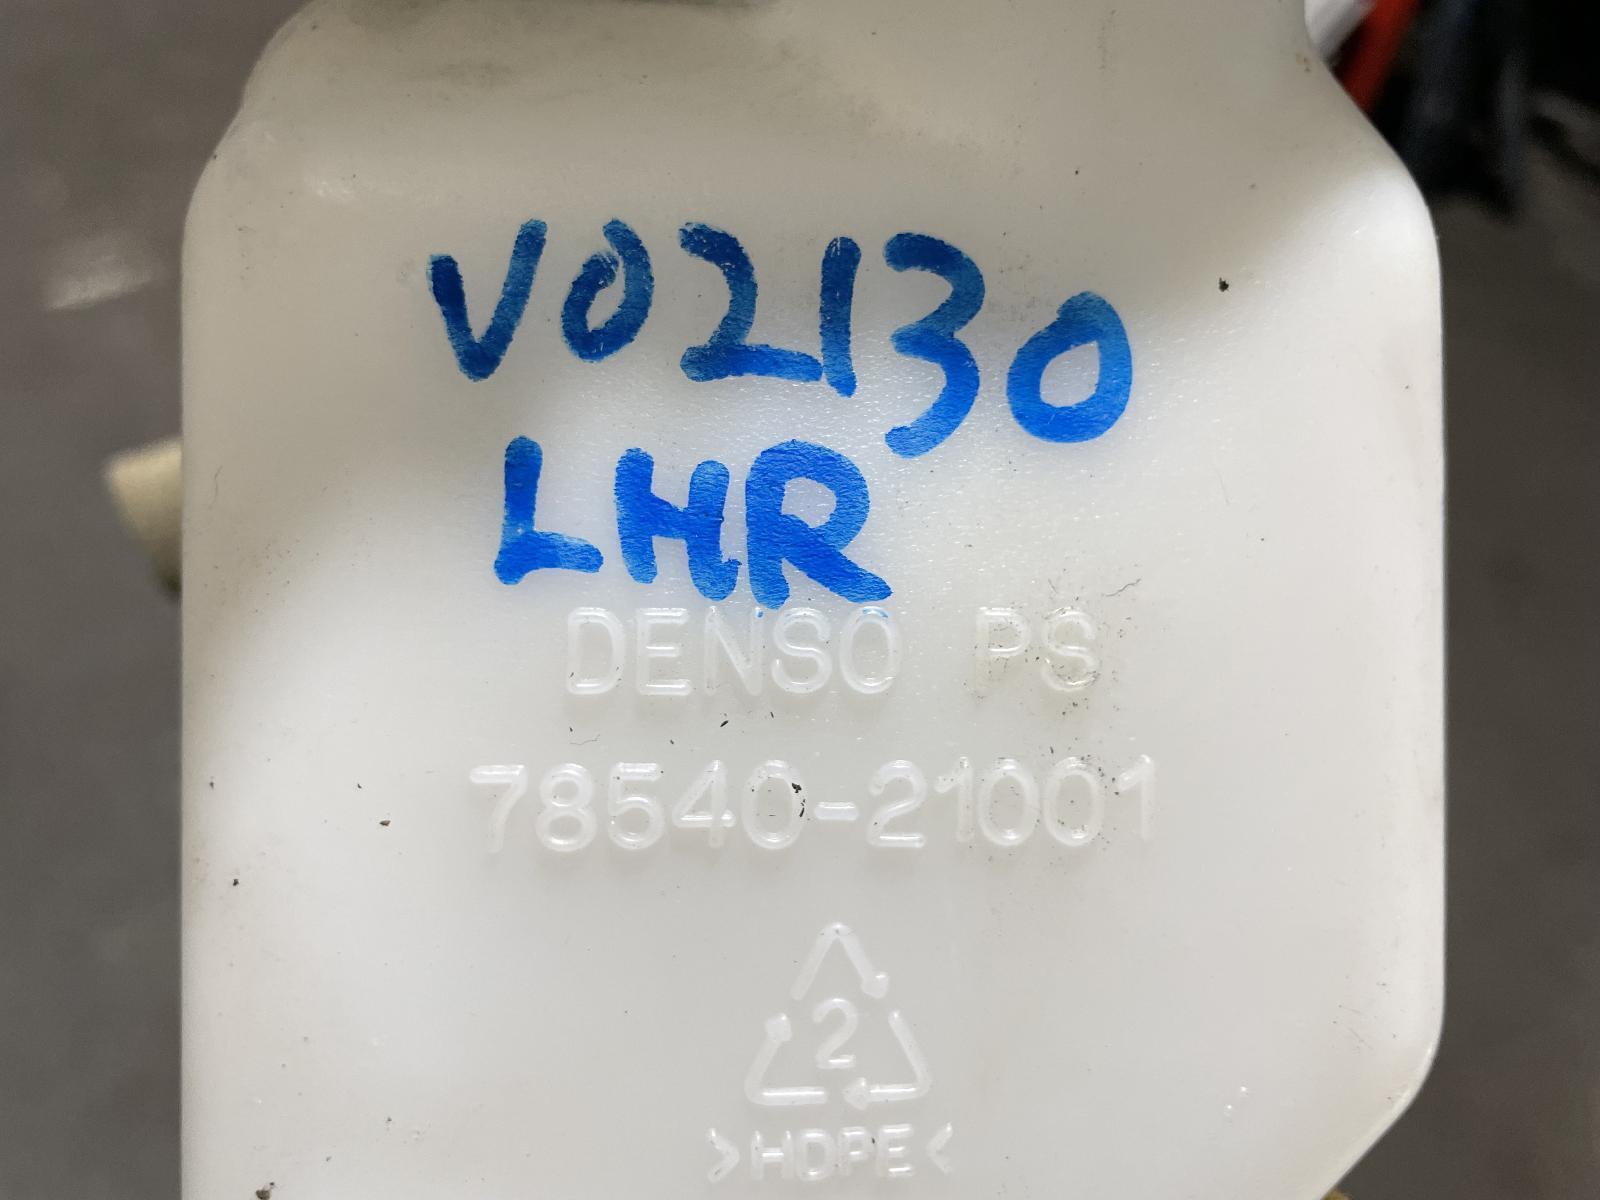 V02130
LHR
DENSO PS
78540-21001
2
>HDPE<